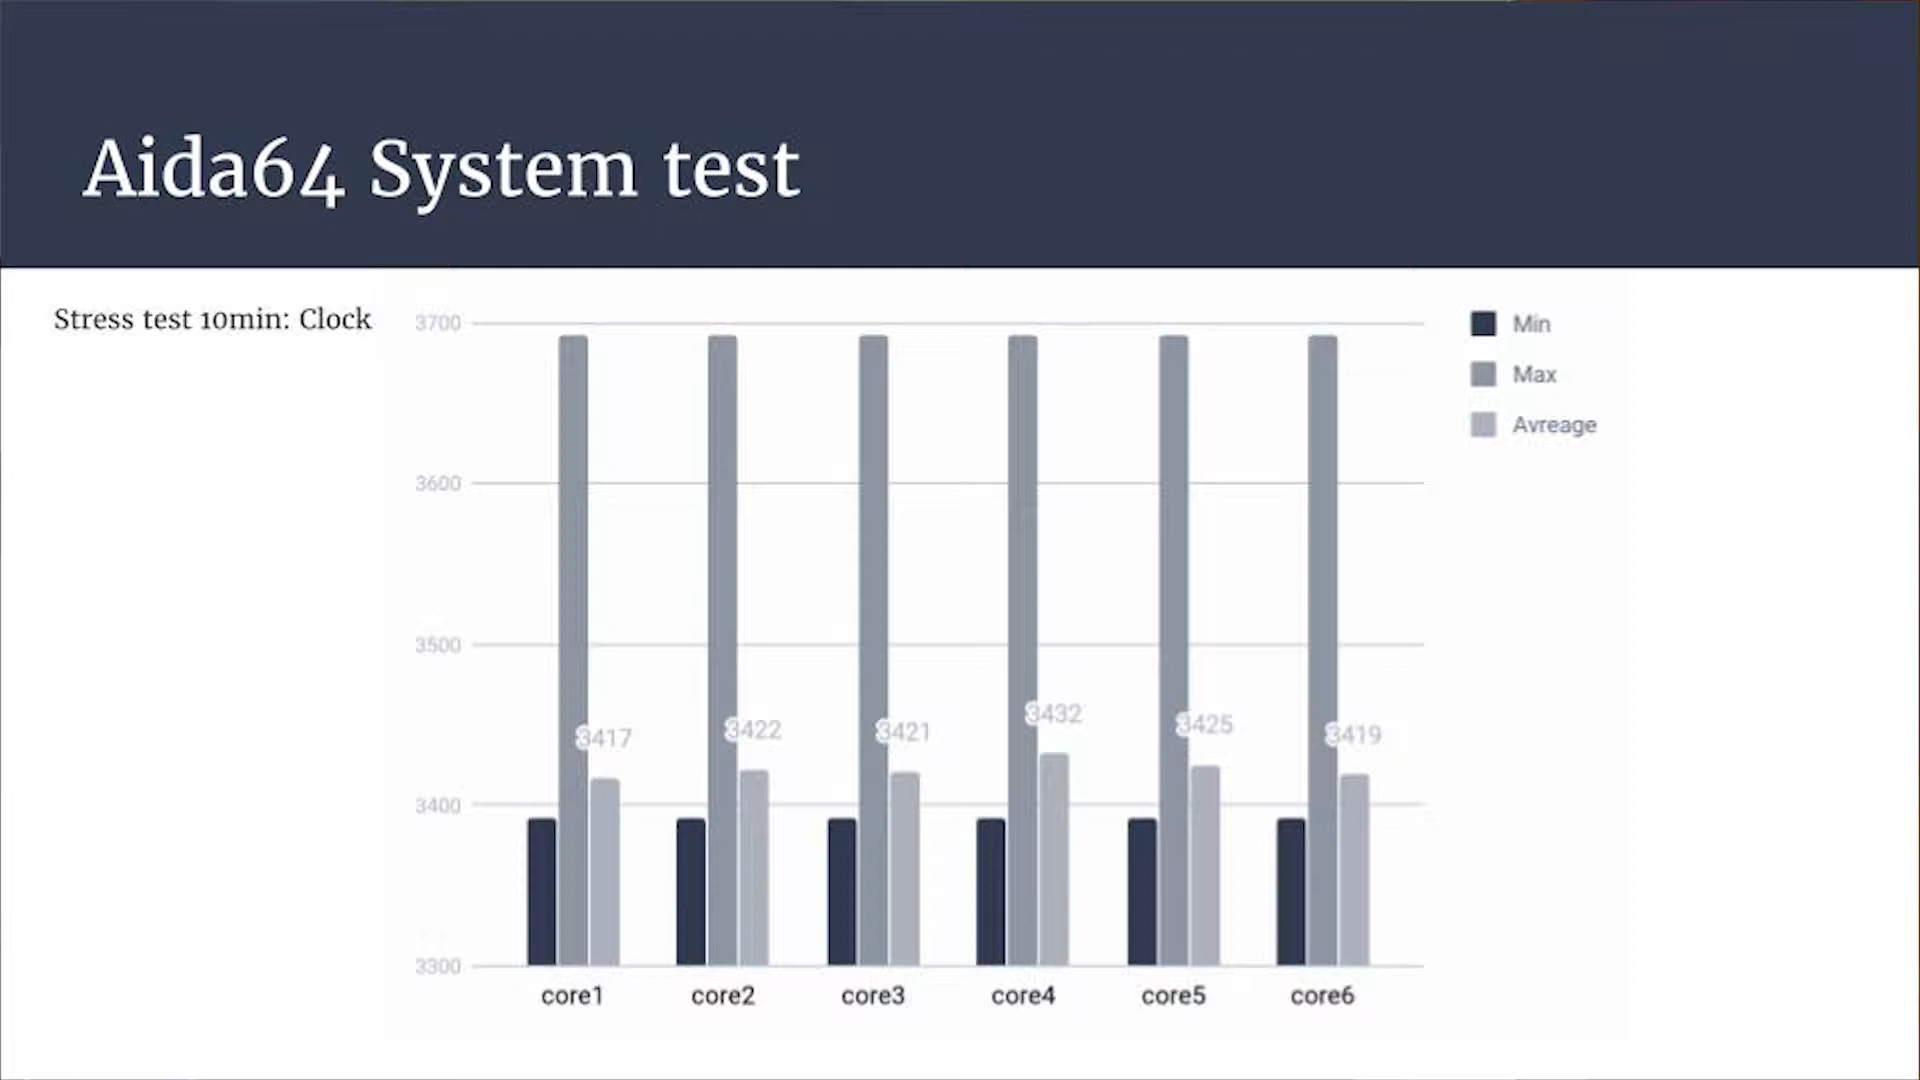 Aida64 System test
Stress test 10min: Clock
3700
3600
3500
3400
3300
3417
3422
3421
3432
3425
3419
core1
core2
core3
core4
core5
core6
Min
Max
Avreage